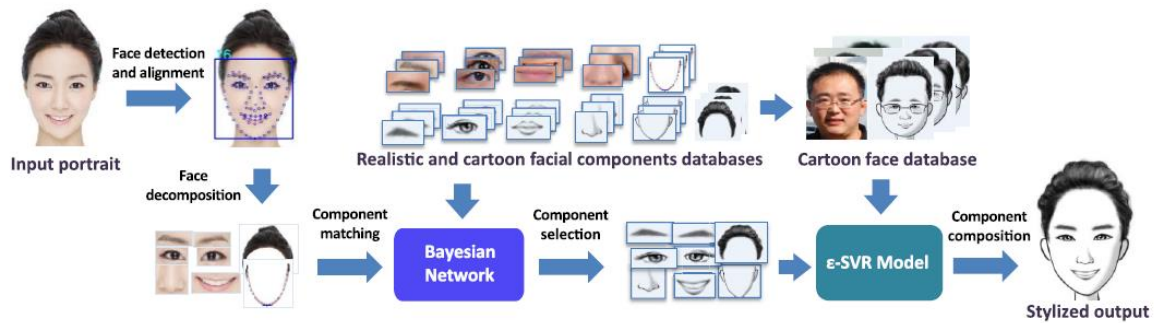 Face detection
and alignment
Input portrait
Realistic and cartoon facial components databases
Cartoon face database
Face
decomposition
Component
matching
Bayesian
Network
Component
selection
ε-SVR Model
Component
composition
Stylized output